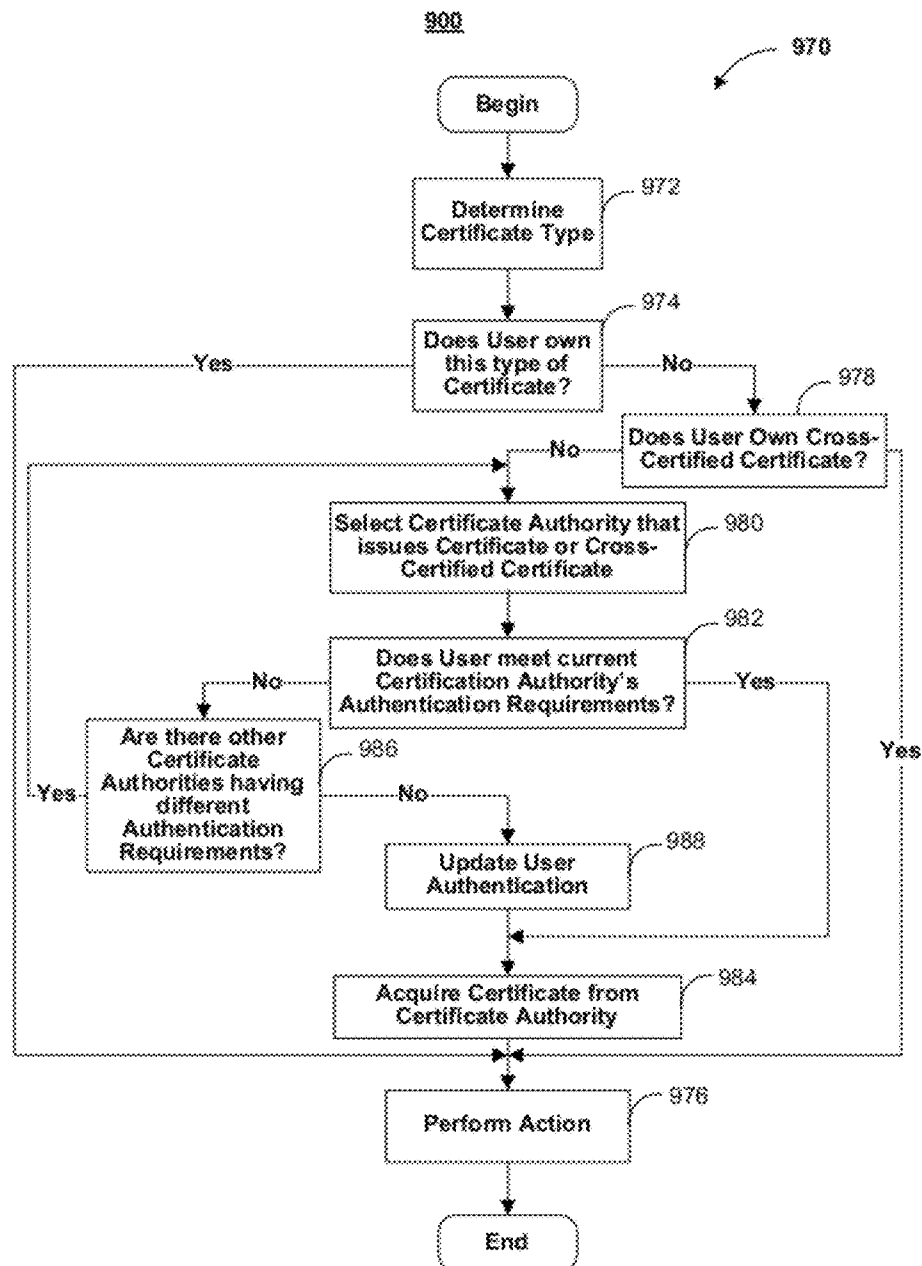 900
970
Begin
972
Determine
Certificate Type
974
Does User own
this type of
Certificate?
Yes
No
978
Does User Own Cross-
Certified Certificate?
No
Select Certificate Authority that
issues Certificate or Cross-
Certified Certificate
980
982
Does User meet current
Certification Authority's
Authentication Requirements?
No
Yes
Yes
Are there other
Certificate
Authorities having
different
Authentication
Requirements?
986
Yes
No
988
Update User
Authentication
984
Acquire Certificate from
Certificate Authority
976
Perform Action
End